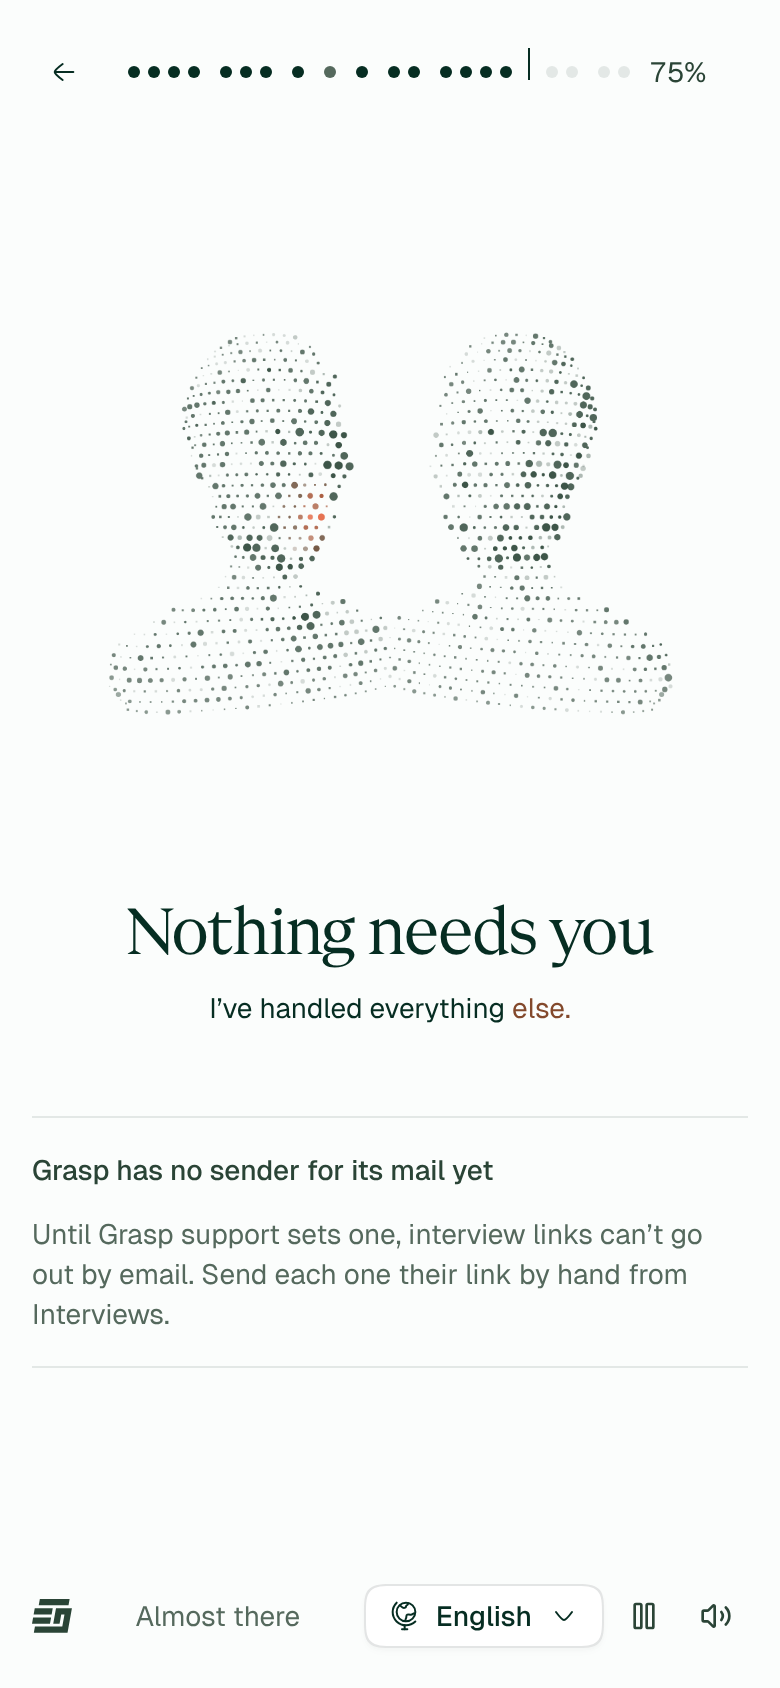 75%
Nothing needs you
I’ve handled everything else.
Grasp has no sender for its mail yet
Until Grasp support sets one, interview links can’t go
out by email. Send each one their link by hand from
Interviews.
Almost there
English